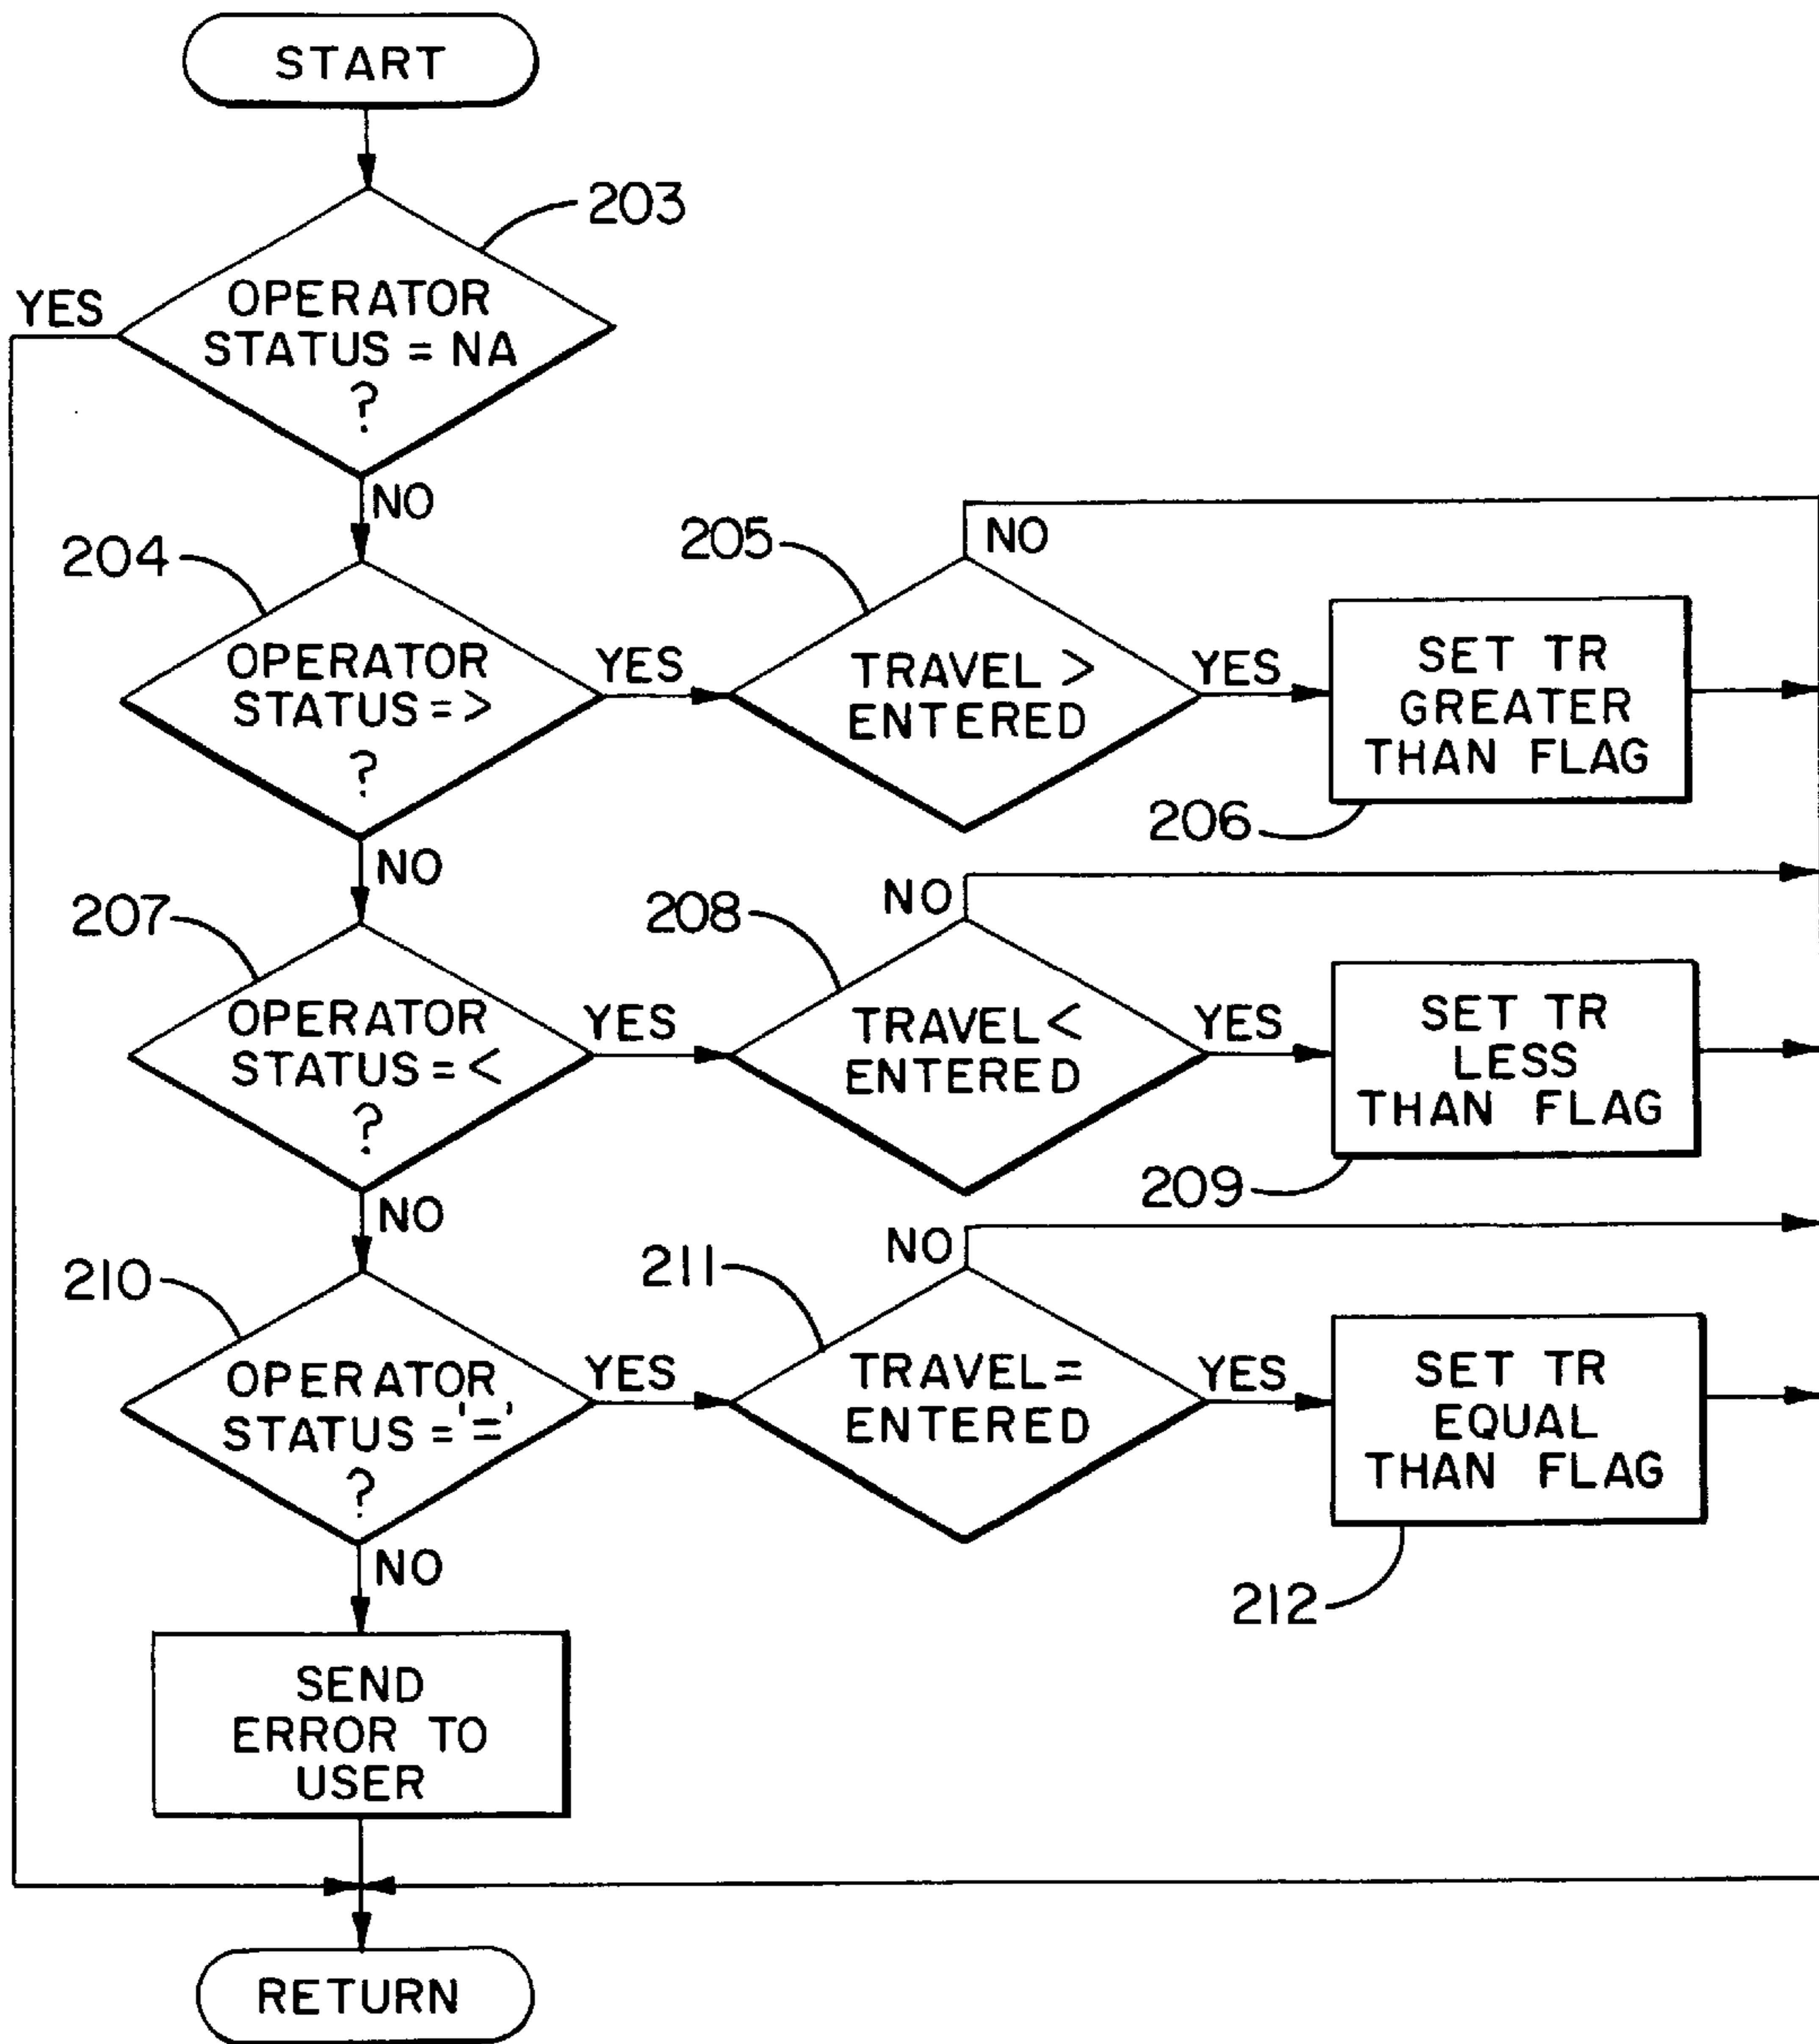 START
203
YES
OPERATOR
STATUS = NA
?
NO
204
205
NO
OPERATOR
STATUS = >
?
YES
TRAVEL >
ENTERED
YES
SET TR
GREATER
THAN FLAG
206
NO
207
208
NO
OPERATOR
STATUS = <
?
YES
TRAVEL <
ENTERED
YES
SET TR
LESS
THAN FLAG
209
NO
210
211
NO
OPERATOR
STATUS = '='
?
YES
TRAVEL =
ENTERED
YES
SET TR
EQUAL
THAN FLAG
212
NO
SEND
ERROR TO
USER
RETURN